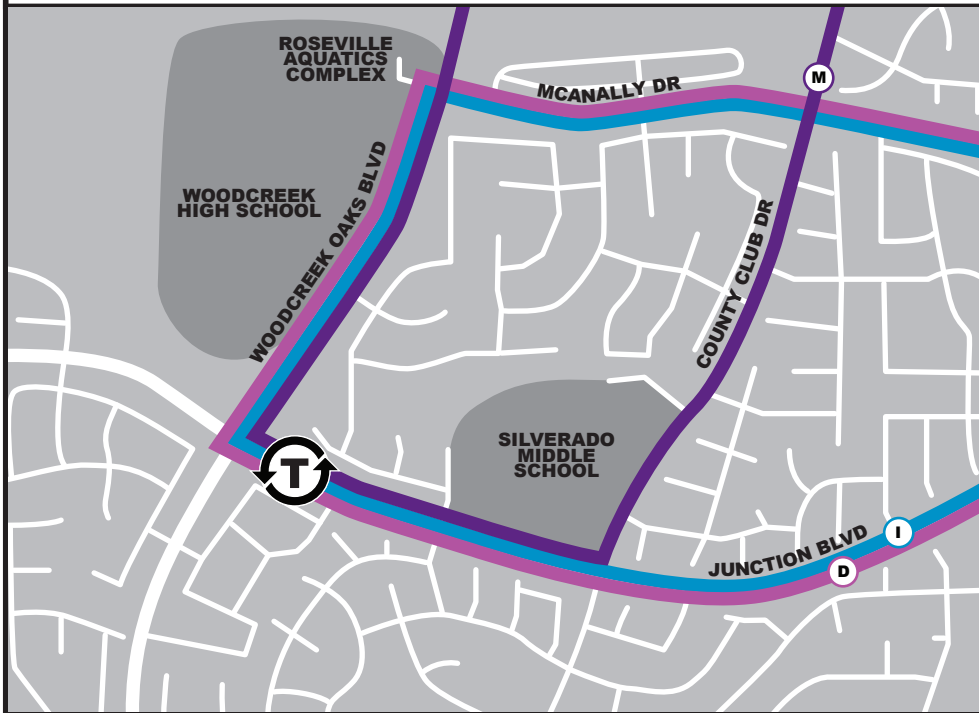 ROSEVILLE
AQUATICS
COMPLEX
MCANALLY DR
M
WOODCREEK
HIGH SCHOOL
WOODCREEK OAKS BLVD
COUNTY CLUB DR
SILVERADO
MIDDLE
SCHOOL
T
JUNCTION BLVD
I
D